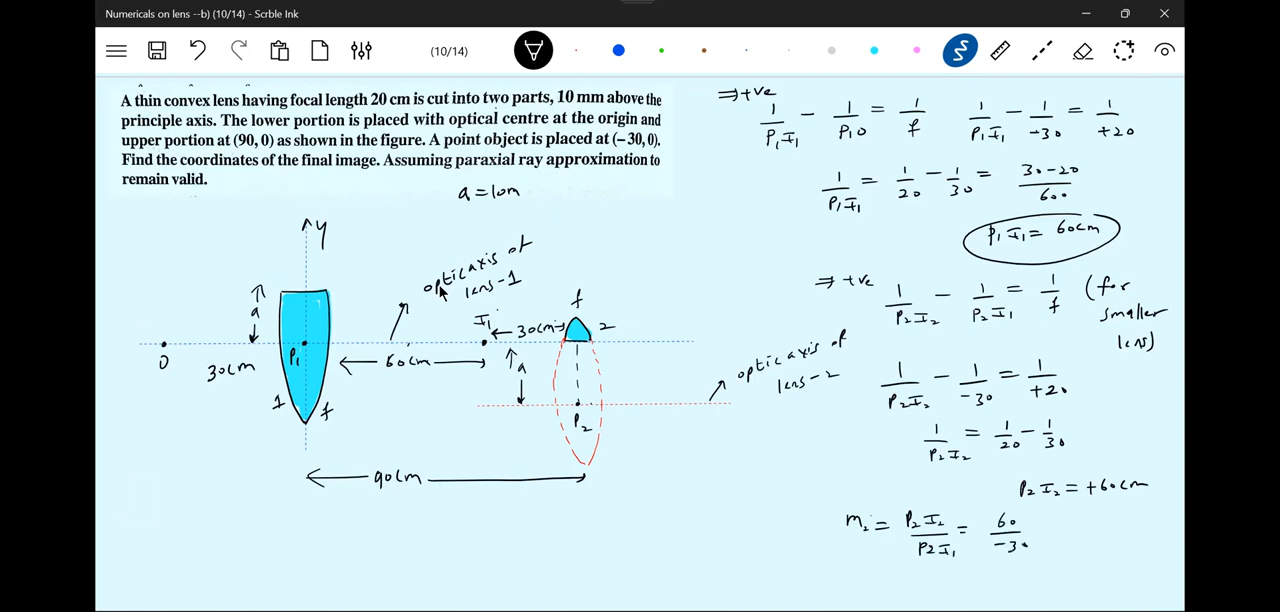 Numericals on lens --b) (10/14) - Scrble Ink
(10/14)
A thin convex lens having focal length 20 cm is cut into two parts, 10 mm above the
principle axis. The lower portion is placed with optical centre at the origin and
upper portion at (90, 0) as shown in the figure. A point object is placed at (– 30, 0).
Find the coordinates of the final image. Assuming paraxial ray approximation to
remain valid.
a = 10m
y
a
O
30cm
P₁
1
f
60cm
optic axis of
lens-1
I₁
30cm
f
2
a
P₂
optic axis of
lens-2
90cm
⇒ +ve
1/P₁I₁ − 1/P₁O = 1/f
1/P₁I₁ − 1/−30 = 1/+20
1/P₁I₁ = 1/20 − 1/30 = 30−20/600
P₁I₁ = 60cm
⇒ +ve
1/P₂I₂ − 1/P₂I₁ = 1/f (for
smaller
lens)
1/P₂I₂ − 1/−30 = 1/+20
1/P₂I₂ = 1/20 − 1/30
P₂I₂ = +60cm
m₂ = P₂I₂/P₂I₁ = 60/−30